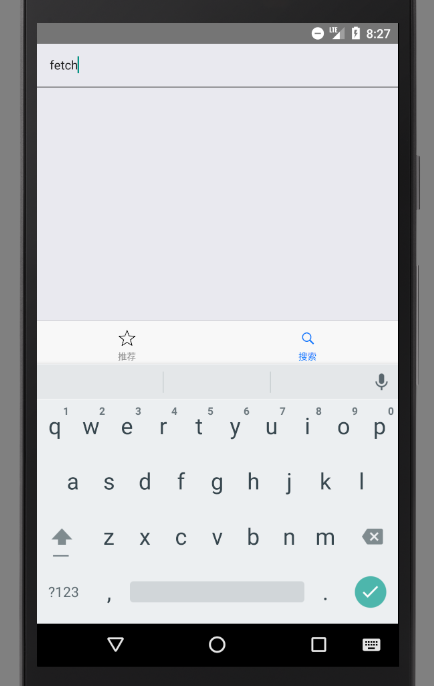 LTE 8:27
fetch
推荐 搜索
1 2 3 4 5 6 7 8 9 0
q w e r t y u i o p
a s d f g h j k l
z x c v b n m
?123 , .